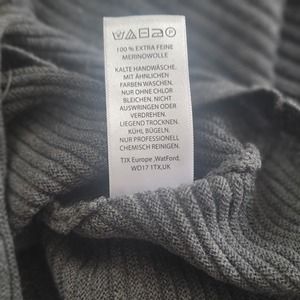 100 % EXTRA FEINE
MERINOWOLLE
KALTE HANDWÄSCHE.
MIT ÄHNLICHEN
FARBEN WASCHEN.
NUR OHNE CHLOR
BLEICHEN, NICHT
AUSWRINGEN ODER
VERDREHEN.
LIEGEND TROCKNEN.
KÜHL BÜGELN.
NUR PROFESSIONELL
CHEMISCH REINIGEN.
TJX Europe ,WatFord,
WD17 1TX,UK